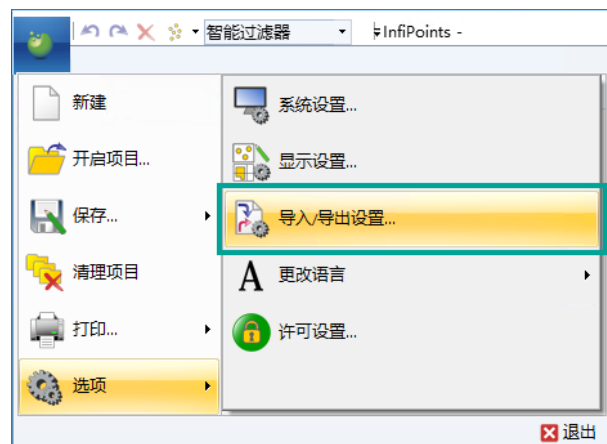 智能过滤器
InfiPoints -
新建
开启项目...
保存...
清理项目
打印...
选项
系统设置...
显示设置...
导入/导出设置...
A 更改语言
许可设置...
退出